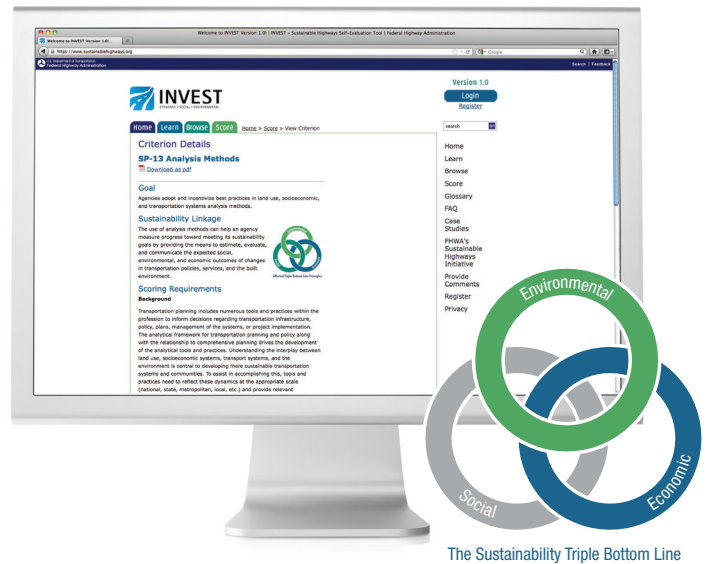 Welcome to INVEST Version 1.0! | INVEST - Sustainable Highways Self-Evaluation Tool | Federal Highway Administration
Welcome to INVEST Version 1.0!...
https://www.sustainablehighways.org
Google
U.S. Department of Transportation
Federal Highway Administration
Search | Feedback
INVEST
ECONOMIC • SOCIAL • ENVIRONMENTAL
Version 1.0
Login
Register
Home Learn Browse Score Home > Score > View Criterion
search
Criterion Details
SP-13 Analysis Methods
Download as pdf
Goal
Agencies adopt and incentivize best practices in land use, socioeconomic,
and transportation systems analysis methods.
Sustainability Linkage
The use of analysis methods can help an agency
measure progress toward meeting its sustainability
goals by providing the means to estimate, evaluate,
and communicate the expected social,
environmental, and economic outcomes of changes
in transportation policies, services, and the built
environment.
Affected Triple Bottom Line Principles
Scoring Requirements
Background
Transportation planning includes numerous tools and practices within the
profession to inform decisions regarding transportation infrastructure,
policy, plans, management of the systems, or project implementation.
The analytical framework for transportation planning and policy along
with the relationship to comprehensive planning drives the development
of the analytical tools and practices. Understanding the interplay between
land use, socioeconomic systems, transport systems, and the
environment is central to developing more sustainable transportation
systems and communities. To assist in accomplishing this, tools and
practices need to reflect these dynamics at the appropriate scale
(national, state, metropolitan, local, etc.) and provide relevant
Home
Learn
Browse
Score
Glossary
FAQ
Case
Studies
FHWA's
Sustainable
Highways
Initiative
Provide
Comments
Register
Privacy
Environmental
Social
Economic
The Sustainability Triple Bottom Line